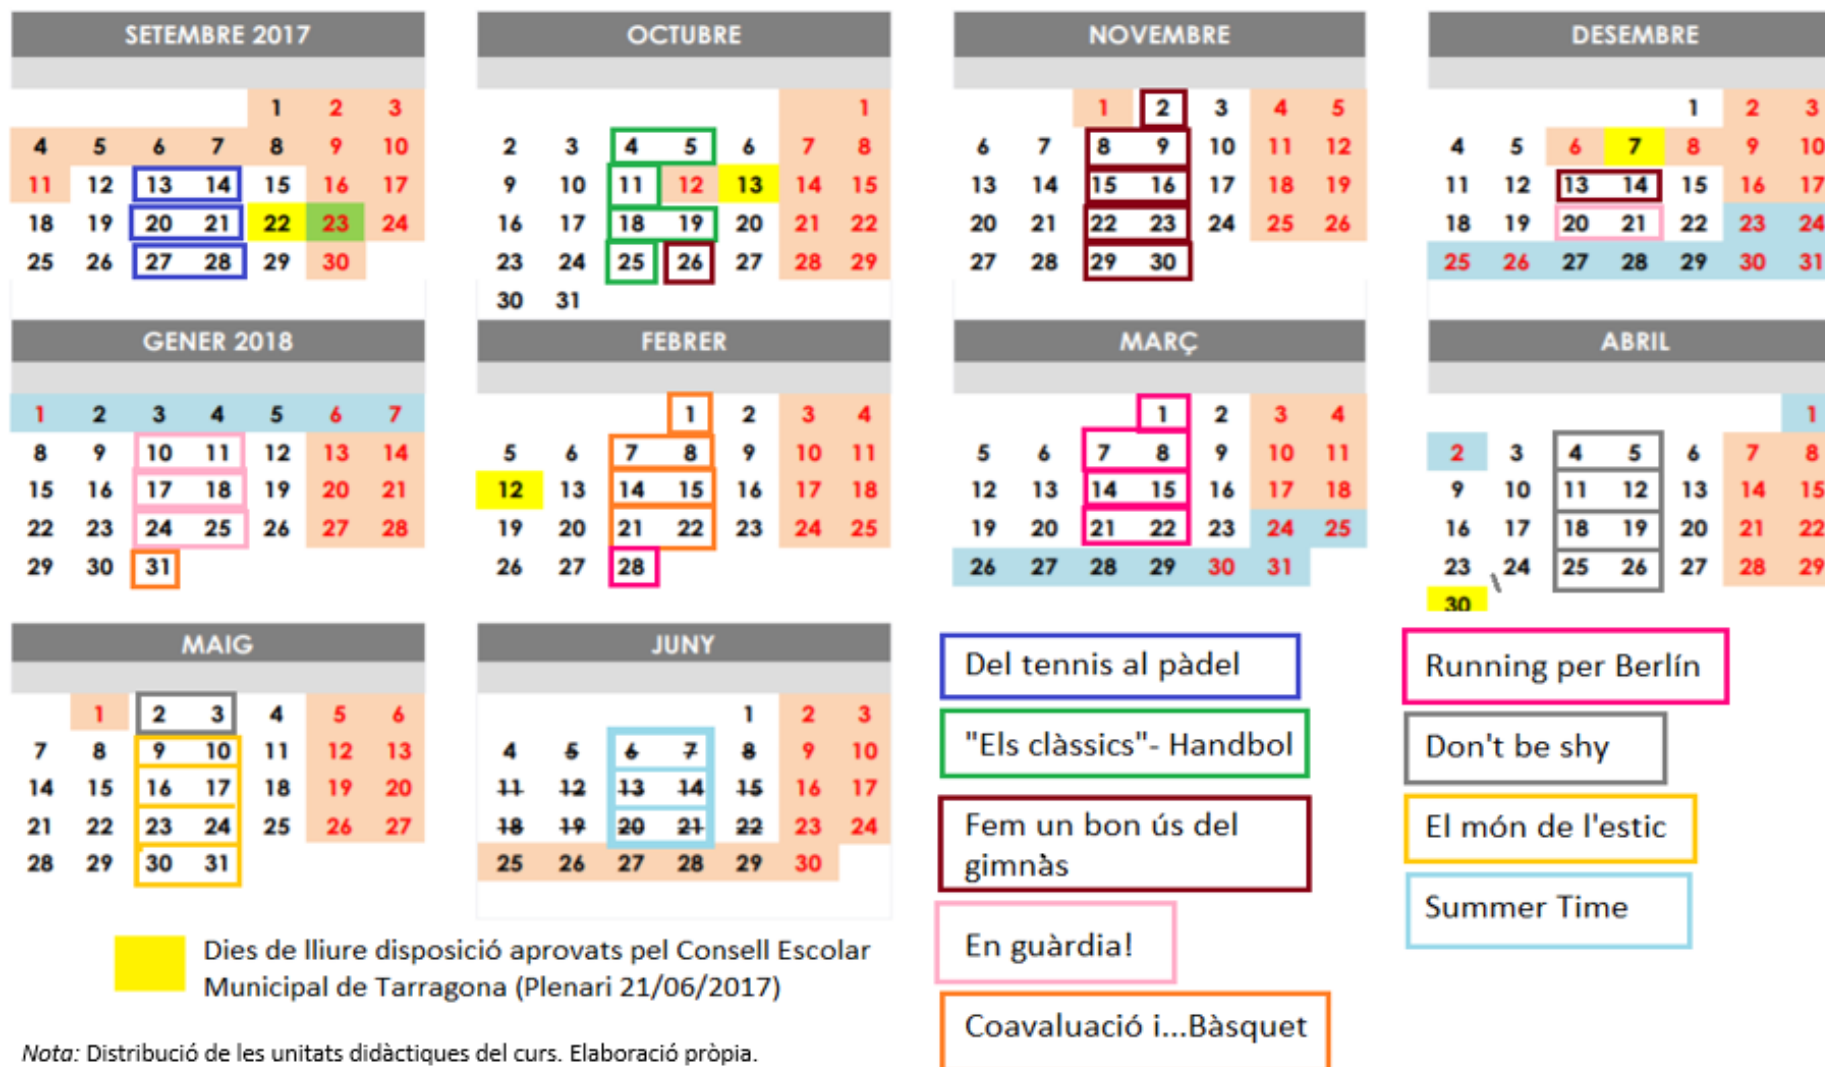 SETEMBRE 2017 OCTUBRE NOVEMBRE DESEMBRE
1 2 3 1 1 2 3 4 5 1 2 3
4 5 6 7 8 9 10 2 3 4 5 6 7 8 6 7 8 9 10 11 12 4 5 6 7 8 9 10
11 12 13 14 15 16 17 9 10 11 12 13 14 15 13 14 15 16 17 18 19 11 12 13 14 15 16 17
18 19 20 21 22 23 24 16 17 18 19 20 21 22 20 21 22 23 24 25 26 18 19 20 21 22 23 24
25 26 27 28 29 30 23 24 25 26 27 28 29 27 28 29 30 25 26 27 28 29 30 31
30 31
GENER 2018 FEBRER MARÇ ABRIL
1 2 3 4 5 6 7 1 2 3 4 1 2 3 4 1
8 9 10 11 12 13 14 5 6 7 8 9 10 11 5 6 7 8 9 10 11 2 3 4 5 6 7 8
15 16 17 18 19 20 21 12 13 14 15 16 17 18 12 13 14 15 16 17 18 9 10 11 12 13 14 15
22 23 24 25 26 27 28 19 20 21 22 23 24 25 19 20 21 22 23 24 25 16 17 18 19 20 21 22
29 30 31 26 27 28 26 27 28 29 30 31 23 24 25 26 27 28 29
30
MAIG JUNY
1 2 3 4 5 6 1 2 3
7 8 9 10 11 12 13 4 5 6 7 8 9 10
14 15 16 17 18 19 20 11 12 13 14 15 16 17
21 22 23 24 25 26 27 18 19 20 21 22 23 24
28 29 30 31 25 26 27 28 29 30
Del tennis al pàdel
"Els clàssics"- Handbol
Fem un bon ús del
gimnàs
En guàrdia!
Coavaluació i...Bàsquet
Running per Berlín
Don't be shy
El món de l'estic
Summer Time
Dies de lliure disposició aprovats pel Consell Escolar
Municipal de Tarragona (Plenari 21/06/2017)
Nota: Distribució de les unitats didàctiques del curs. Elaboració pròpia.